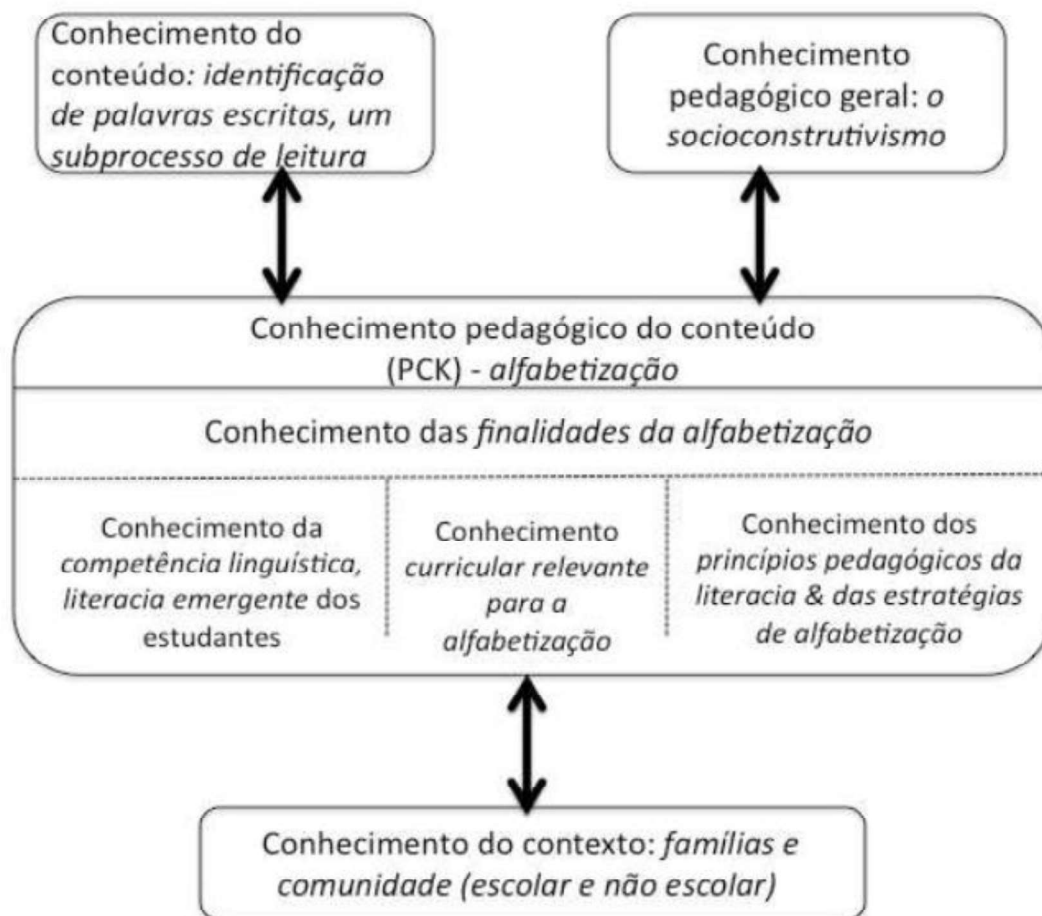 Conhecimento do
conteúdo: identificação
de palavras escritas, um
subprocesso de leitura
Conhecimento
pedagógico geral: o
socioconstrutivismo
Conhecimento pedagógico do conteúdo
(PCK) - alfabetização
Conhecimento das finalidades da alfabetização
Conhecimento da
competência linguística,
literacia emergente dos
estudantes
Conhecimento
curricular relevante
para a
alfabetização
Conhecimento dos
princípios pedagógicos da
literacia & das estratégias
de alfabetização
Conhecimento do contexto: famílias e
comunidade (escolar e não escolar)